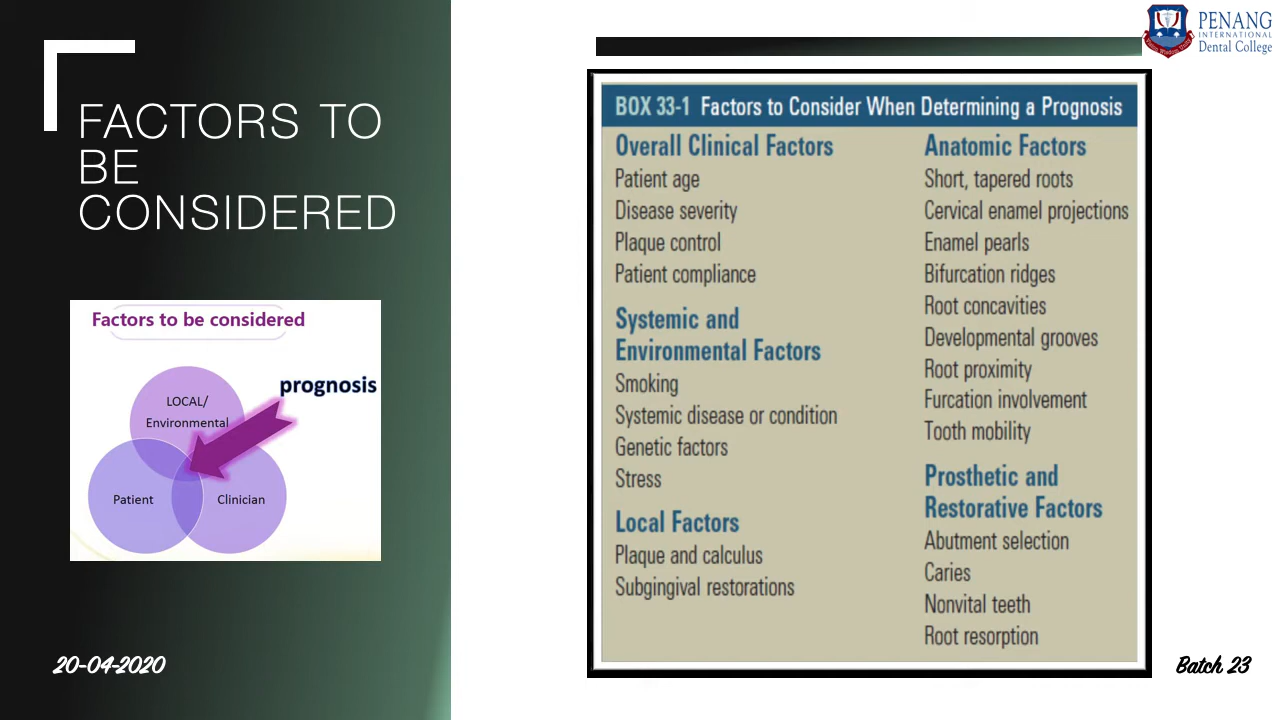 FACTORS TO
BE
CONSIDERED
Factors to be considered
prognosis
LOCAL/
Environmental
Patient
Clinician
20-04-2020
PENANG
INTERNATIONAL
Dental College
BOX 33-1 Factors to Consider When Determining a Prognosis
Overall Clinical Factors
Patient age
Disease severity
Plaque control
Patient compliance
Systemic and
Environmental Factors
Smoking
Systemic disease or condition
Genetic factors
Stress
Local Factors
Plaque and calculus
Subgingival restorations
Anatomic Factors
Short, tapered roots
Cervical enamel projections
Enamel pearls
Bifurcation ridges
Root concavities
Developmental grooves
Root proximity
Furcation involvement
Tooth mobility
Prosthetic and
Restorative Factors
Abutment selection
Caries
Nonvital teeth
Root resorption
Batch 23